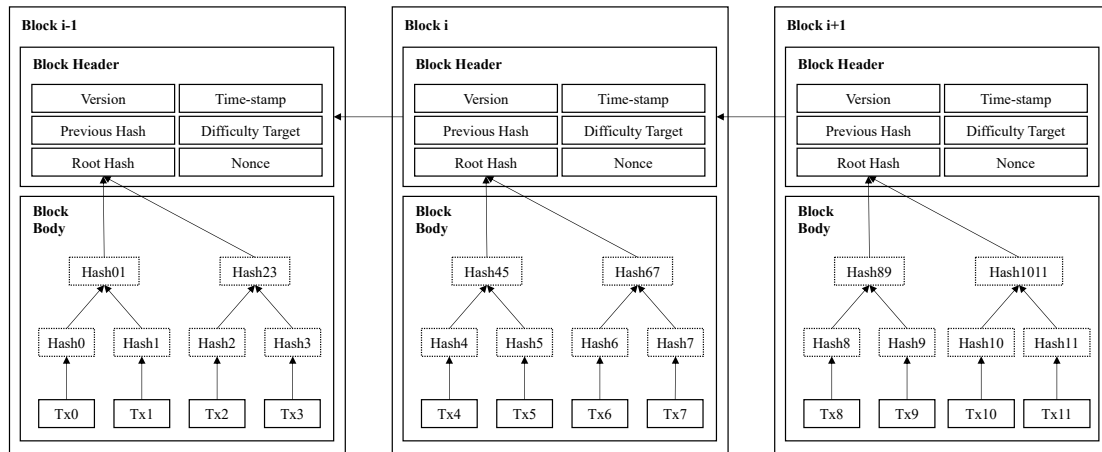 Block i-1
Block Header
Version
Time-stamp
Previous Hash
Difficulty Target
Root Hash
Nonce
Block
Body
Hash01
Hash23
Hash0
Hash1
Hash2
Hash3
Tx0
Tx1
Tx2
Tx3
Block i
Block Header
Version
Time-stamp
Previous Hash
Difficulty Target
Root Hash
Nonce
Block
Body
Hash45
Hash67
Hash4
Hash5
Hash6
Hash7
Tx4
Tx5
Tx6
Tx7
Block i+1
Block Header
Version
Time-stamp
Previous Hash
Difficulty Target
Root Hash
Nonce
Block
Body
Hash89
Hash1011
Hash8
Hash9
Hash10
Hash11
Tx8
Tx9
Tx10
Tx11